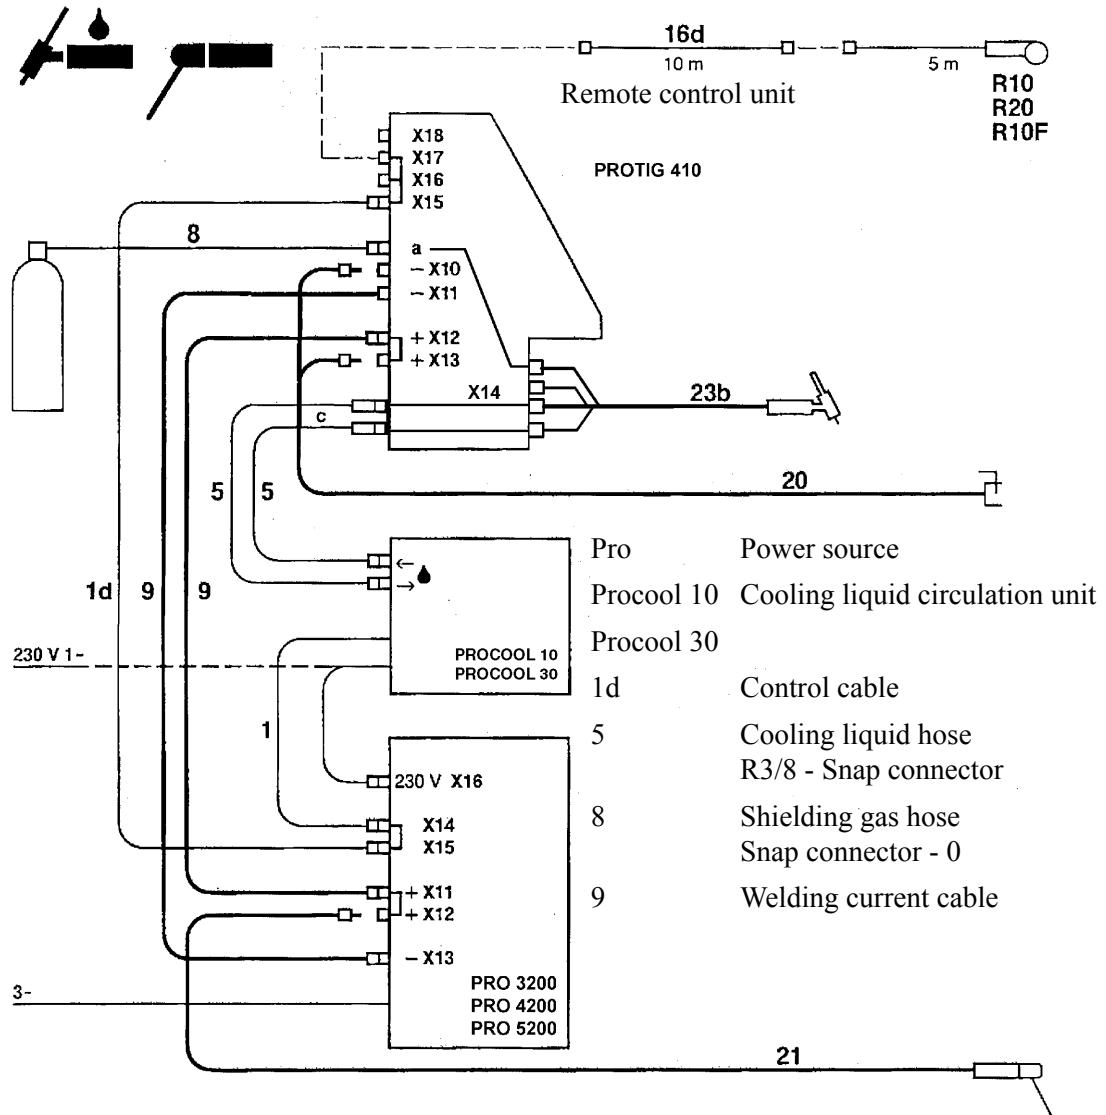 16d
10 m
5 m
Remote control unit
R10
R20
R10F
PROTIG 410
X18
X17
X16
X15
8
a
– X10
– X11
+ X12
+ X13
X14
23b
c
5 5
20
1d 9 9
230 V 1~
PROCOOL 10
PROCOOL 30
1
230 V X16
X14
X15
+ X11
+ X12
– X13
3~
PRO 3200
PRO 4200
PRO 5200
21
Pro Power source
Procool 10 Cooling liquid circulation unit
Procool 30
1d Control cable
5 Cooling liquid hose
R3/8 - Snap connector
8 Shielding gas hose
Snap connector - 0
9 Welding current cable